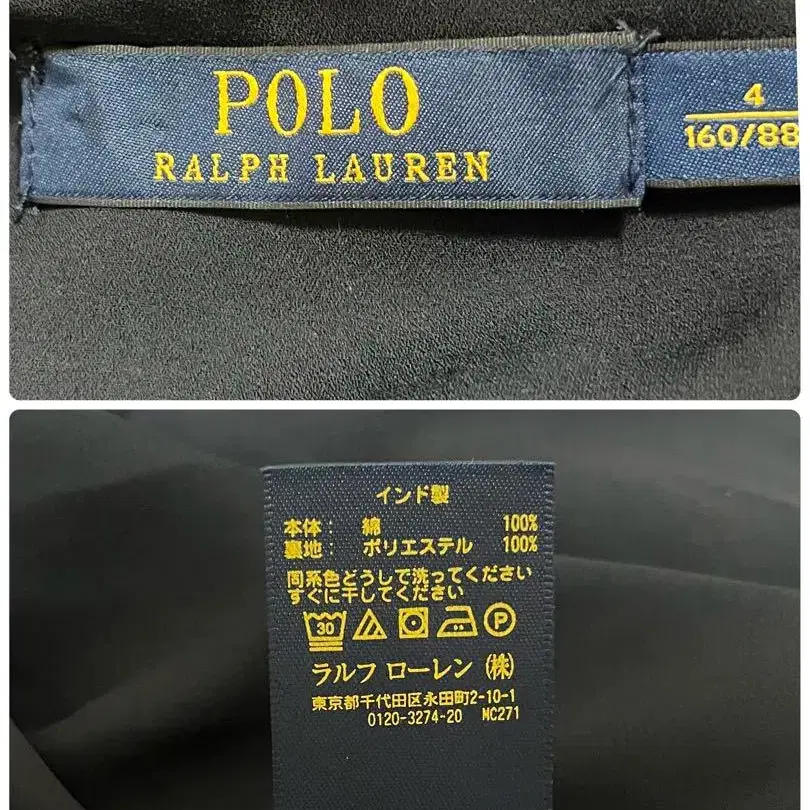 POLO
RALPH LAUREN
4
160/88
インド製
本体: 綿 100%
裏地: ポリエステル 100%
同系色どうしで洗ってください
すぐに干してください
30 P
ラルフ ローレン (株)
東京都千代田区永田町2-10-1
0120-3274-20 MC271